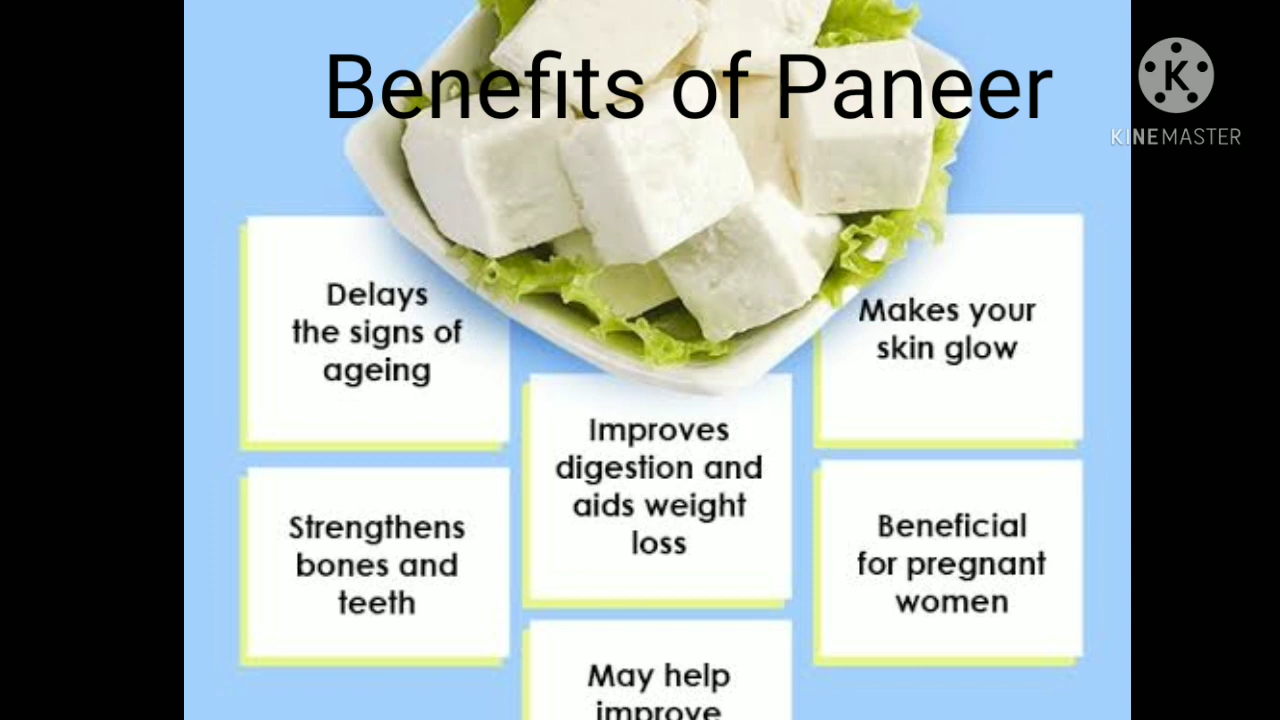 Benefits of Paneer
KINEMASTER
Delays
the signs of
ageing
Makes your
skin glow
Improves
digestion and
aids weight
loss
Strengthens
bones and
teeth
Beneficial
for pregnant
women
May help
improve